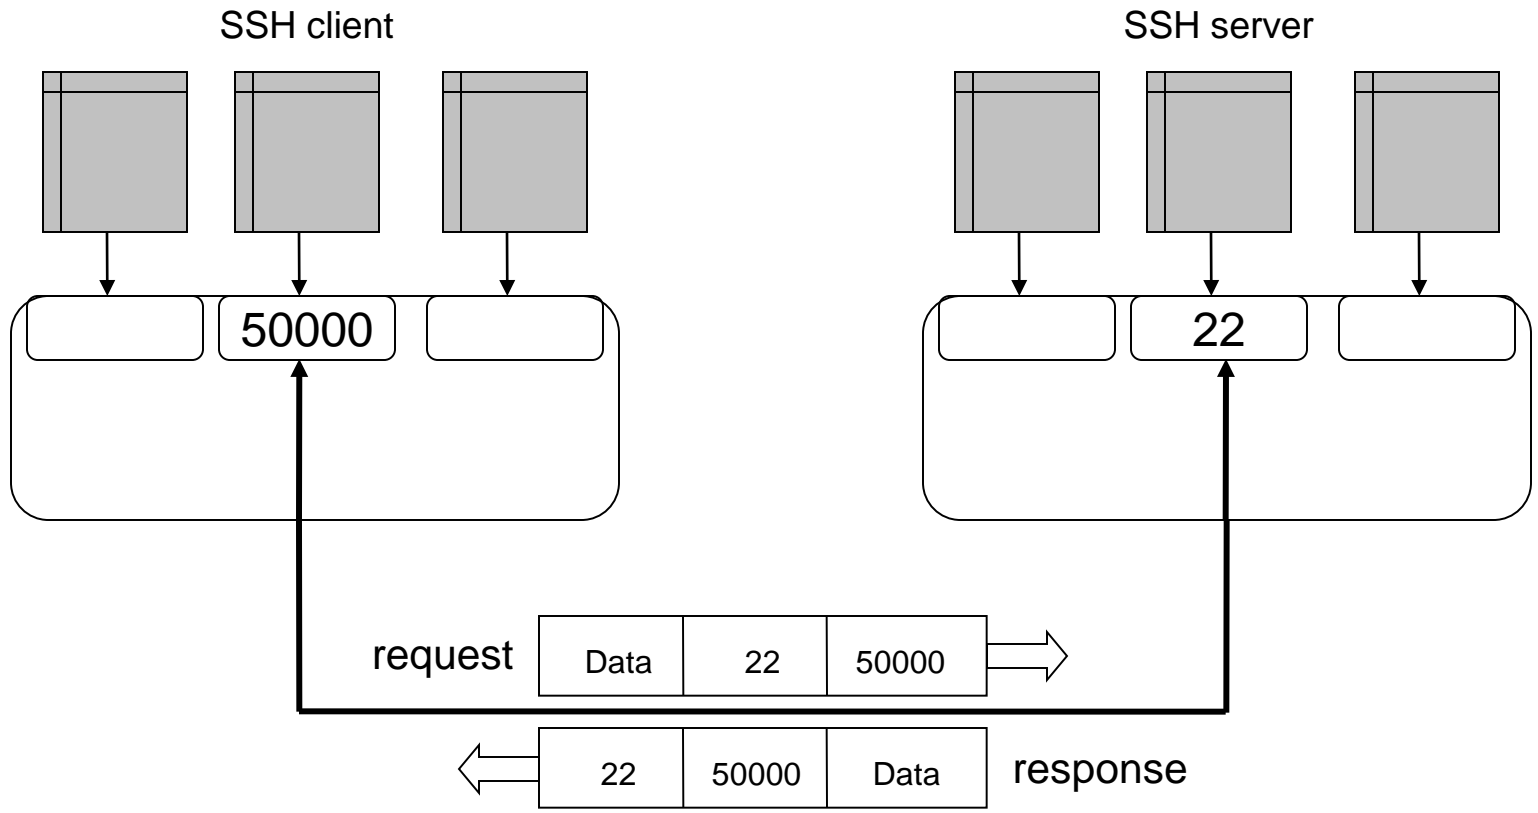 SSH client
SSH server
50000
22
request
Data 22 50000
22 50000 Data
response